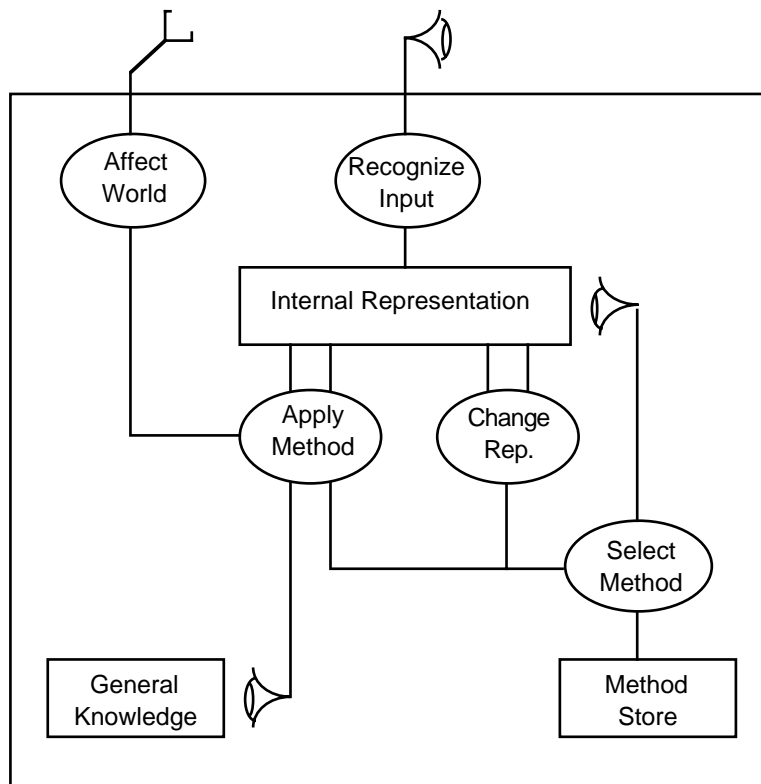 Affect
World
Recognize
Input
Internal Representation
Apply
Method
Change
Rep.
Select
Method
General
Knowledge
Method
Store